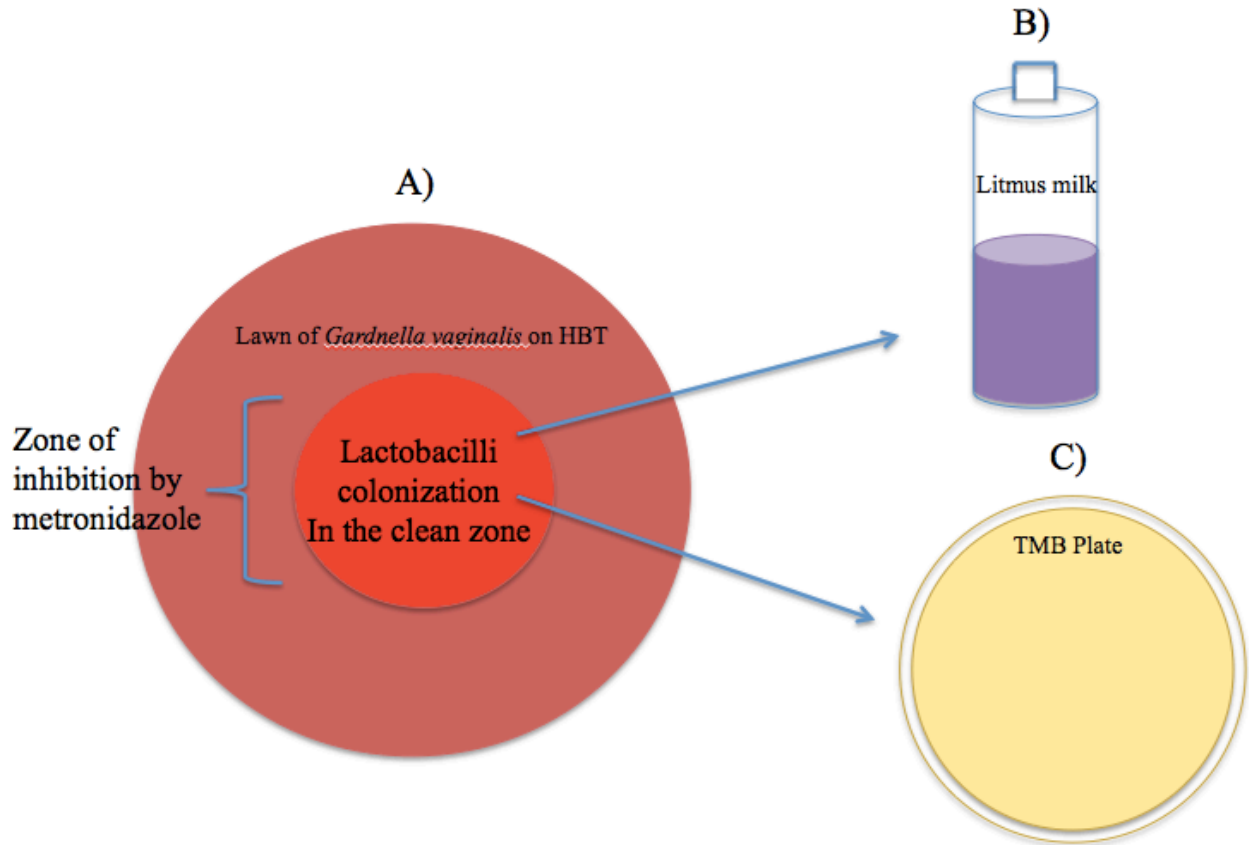 A)
Lawn of Gardnella vaginalis on HBT
Zone of
inhibition by
metronidazole
Lactobacilli
colonization
In the clean zone
B)
Litmus milk
C)
TMB Plate